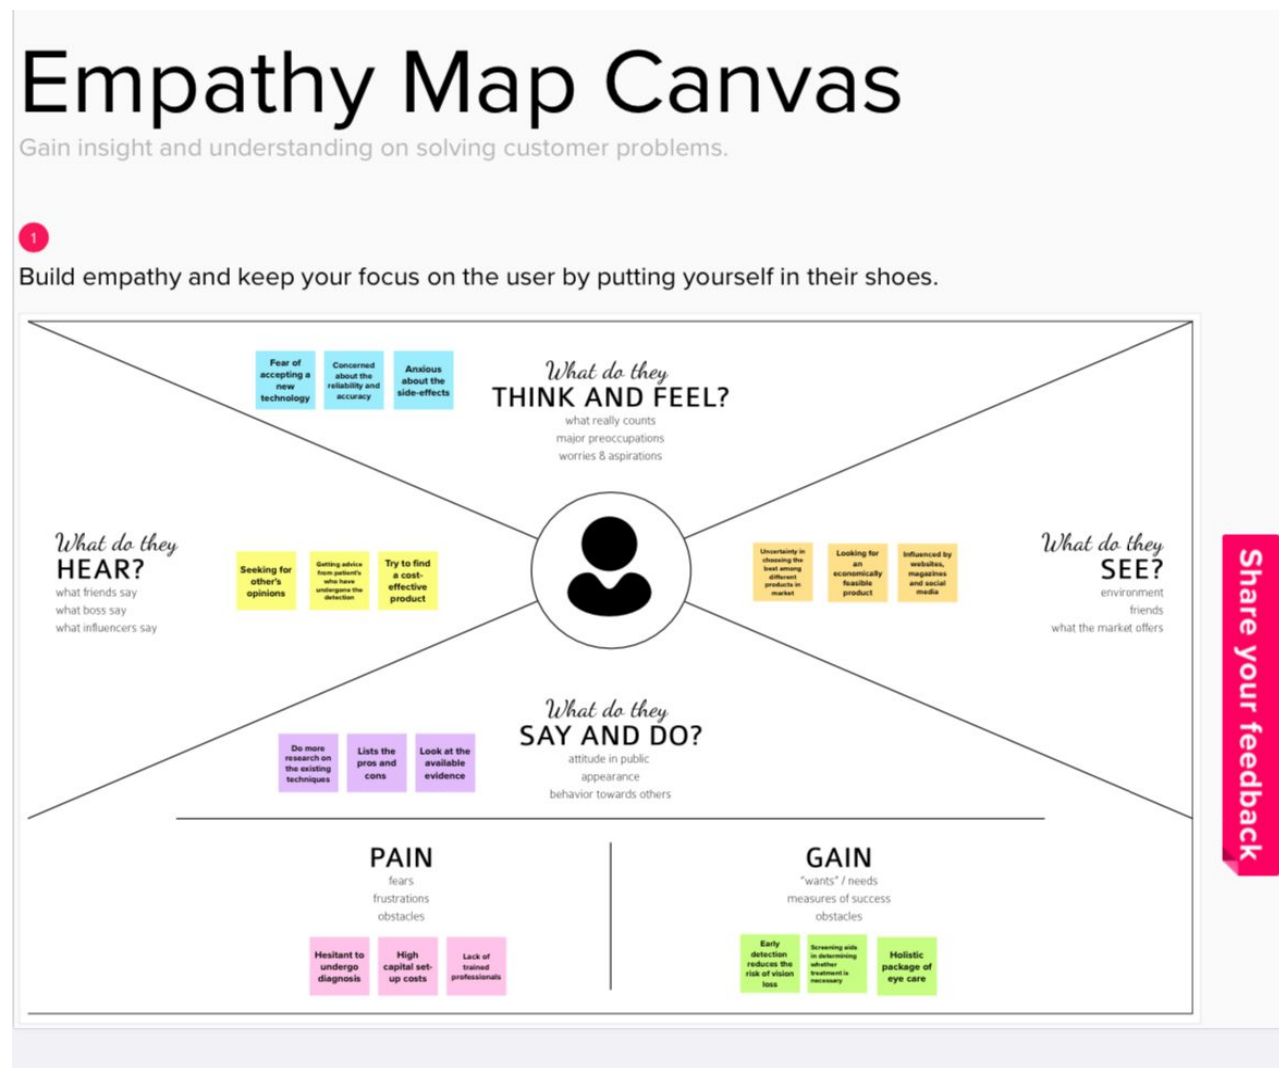 Empathy Map Canvas
Gain insight and understanding on solving customer problems.
1
Build empathy and keep your focus on the user by putting yourself in their shoes.
Fear of
accepting a
new
technology
Concerned
about the
reliability and
accuracy
Anxious
about the
side-effects
What do they
THINK AND FEEL?
what really counts
major preoccupations
worries & aspirations
What do they
HEAR?
what friends say
what boss say
what influencers say
Seeking for
other's
opinions
Getting advice
from patient's
who have
undergone the
detection
Try to find
a cost-
effective
product
Uncertainty in
choosing the
best among
different
products in
market
Looking for
an
economically
feasible
product
Influenced by
websites,
magazines
and social
media
What do they
SEE?
environment
friends
what the market offers
Share your feedback
What do they
SAY AND DO?
attitude in public
appearance
behavior towards others
Do more
research on
the existing
techniques
Lists the
pros and
cons
Look at the
available
evidence
PAIN
fears
frustrations
obstacles
Hesitant to
undergo
diagnosis
High
capital set-
up costs
Lack of
trained
professionals
GAIN
"wants" / needs
measures of success
obstacles
Early
detection
reduces the
risk of vision
loss
Screening aids
in determining
whether
treatment is
necessary
Holistic
package of
eye care